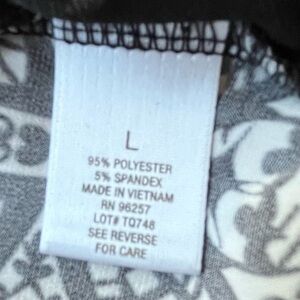 L
95% POLYESTER
5% SPANDEX
MADE IN VIETNAM
RN 96257
LOT# TQ748
SEE REVERSE
FOR CARE